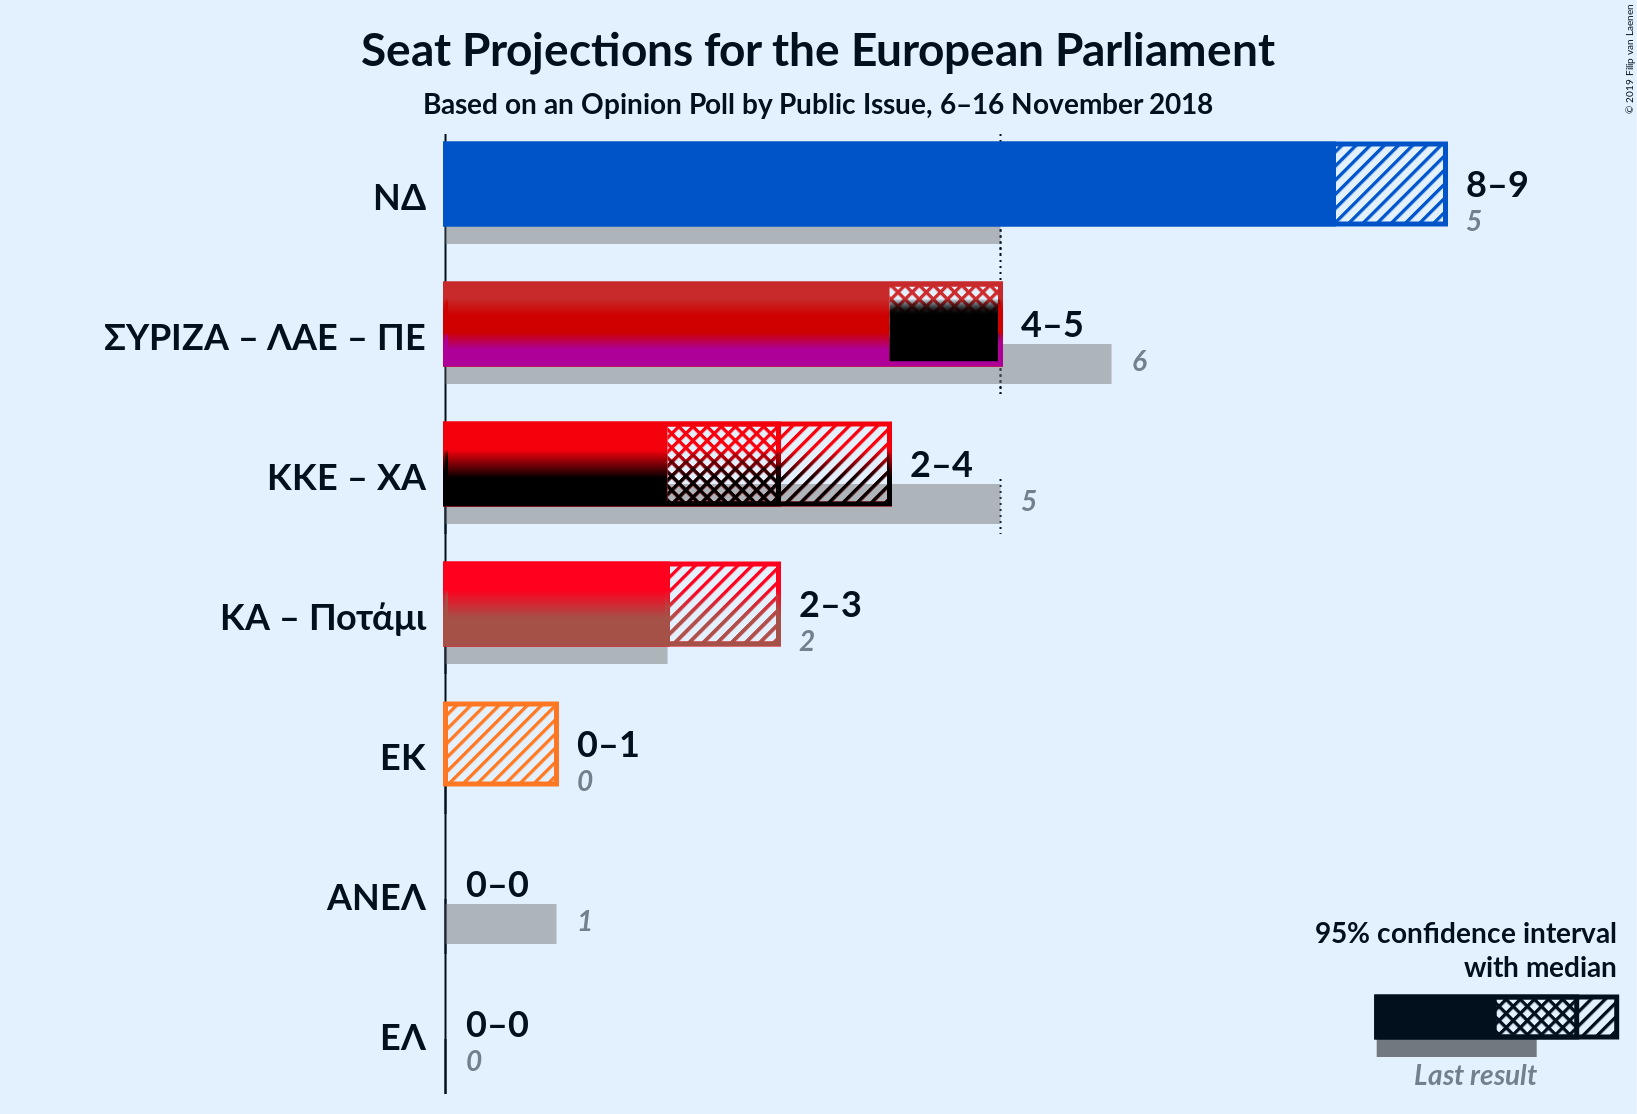 Seat Projections for the European Parliament
Based on an Opinion Poll by Public Issue, 6–16 November 2018
© 2019 Filip van Laenen
ΝΔ
8–9
5
ΣΥΡΙΖΑ – ΛΑΕ – ΠΕ
4–5
6
ΚΚΕ – ΧΑ
2–4
5
ΚΑ – Ποτάμι
2–3
2
ΕΚ
0–1
0
ΑΝΕΛ
0–0
1
ΕΛ
0–0
0
95% confidence interval
with median
Last result